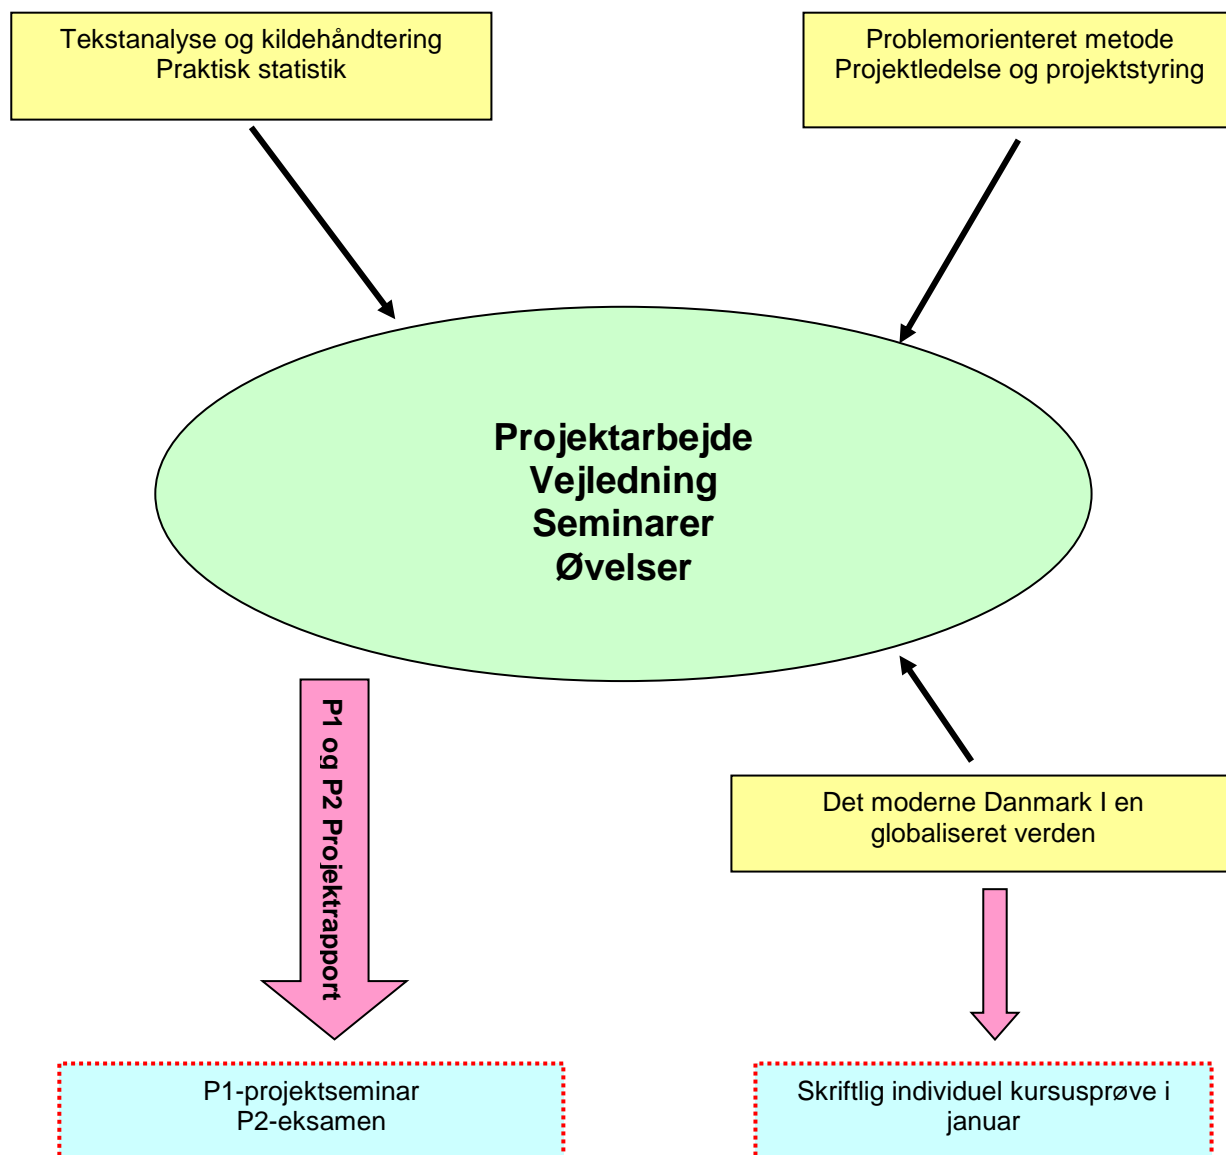 Tekstanalyse og kildehåndtering
Praktisk statistik
Problemorienteret metode
Projektledelse og projektstyring
Projektarbejde
Vejledning
Seminarer
Øvelser
P1 og P2 Projektrapport
Det moderne Danmark I en
globaliseret verden
P1-projektseminar
P2-eksamen
Skriftlig individuel kursusprøve i
januar